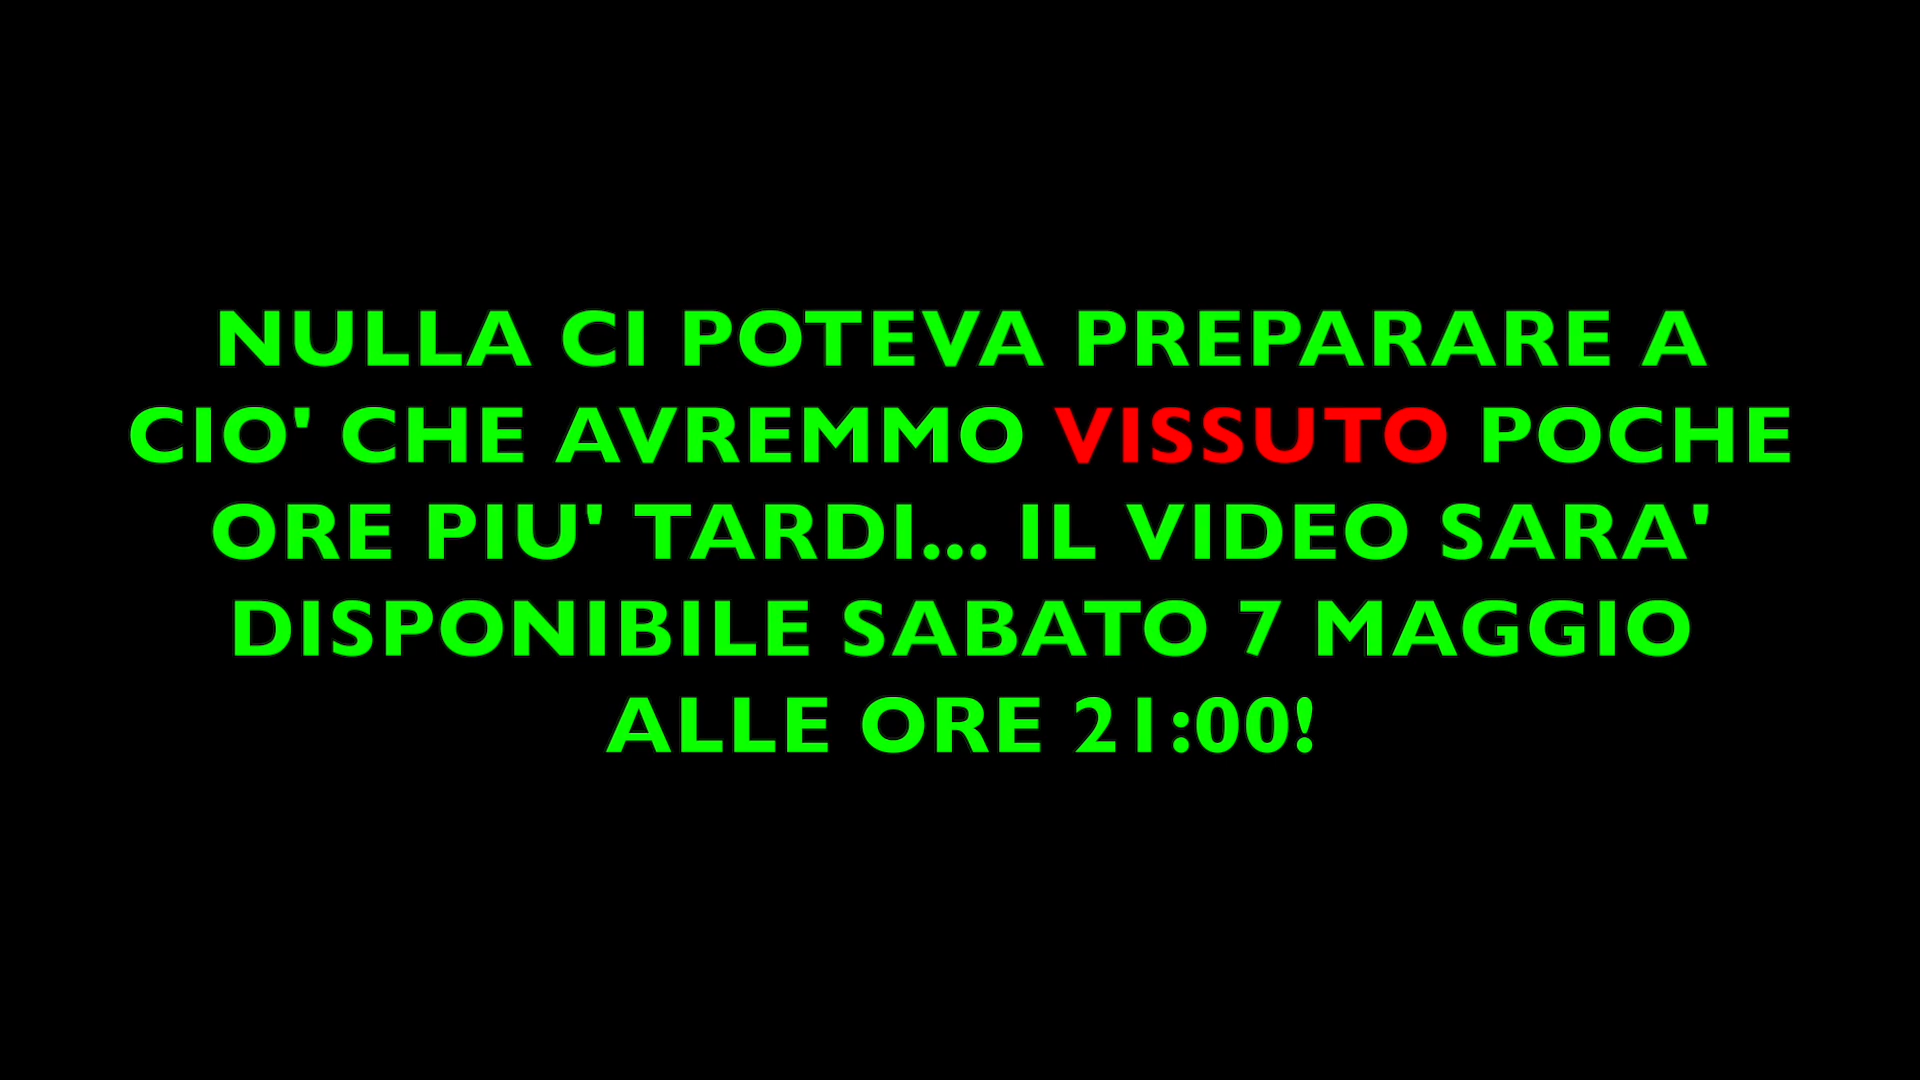 NULLA CI POTEVA PREPARARE A
CIO' CHE AVREMMO VISSUTO POCHE
ORE PIU' TARDI... IL VIDEO SARA'
DISPONIBILE SABATO 7 MAGGIO
ALLE ORE 21:00!